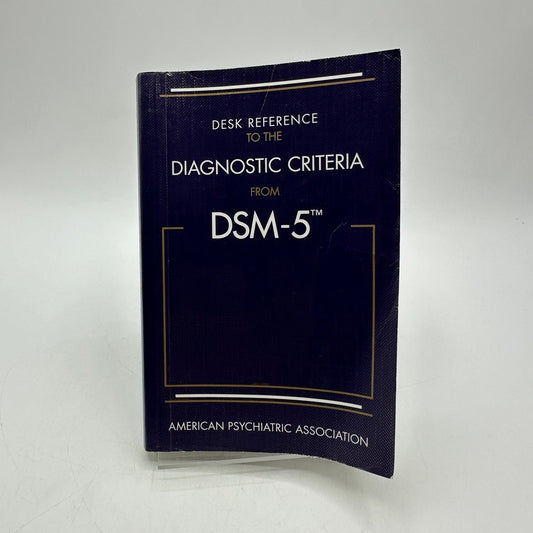 DESK REFERENCE
TO THE
DIAGNOSTIC CRITERIA
FROM
DSM-5™
AMERICAN PSYCHIATRIC ASSOCIATION